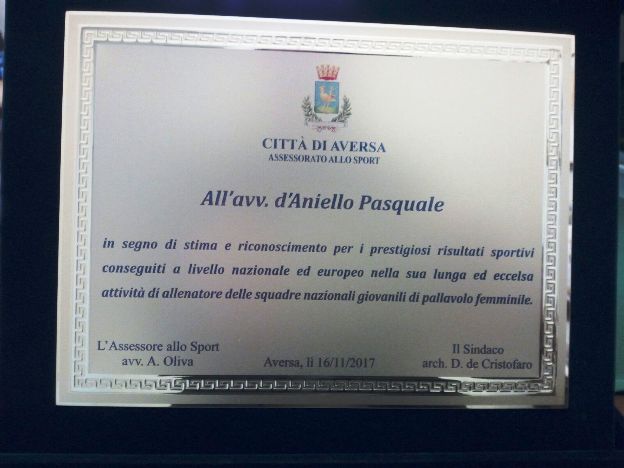 CITTÀ DI AVERSA
ASSESSORATO ALLO SPORT
All'avv. d'Aniello Pasquale
in segno di stima e riconoscimento per i prestigiosi risultati sportivi
conseguiti a livello nazionale ed europeo nella sua lunga ed eccelsa
attività di allenatore delle squadre nazionali giovanili di pallavolo femminile.
L'Assessore allo Sport
avv. A. Oliva
Aversa, lì 16/11/2017
Il Sindaco
arch. D. de Cristofaro